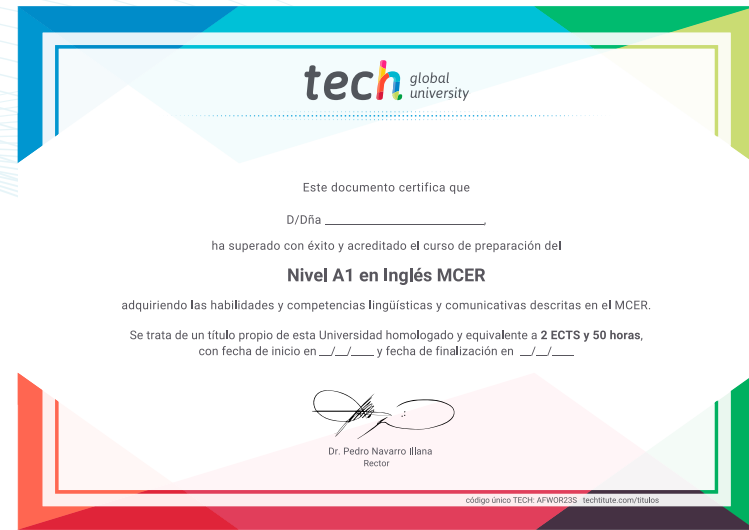 tech global university
Este documento certifica que
D/Dña ____________________,
ha superado con éxito y acreditado el curso de preparación del
Nivel A1 en Inglés MCER
adquiriendo las habilidades y competencias lingüísticas y comunicativas descritas en el MCER.
Se trata de un título propio de esta Universidad homologado y equivalente a 2 ECTS y 50 horas,
con fecha de inicio en __/__/____ y fecha de finalización en __/__/____
Dr. Pedro Navarro Illana
Rector
código único TECH: AFWOR23S techtitute.com/titulos